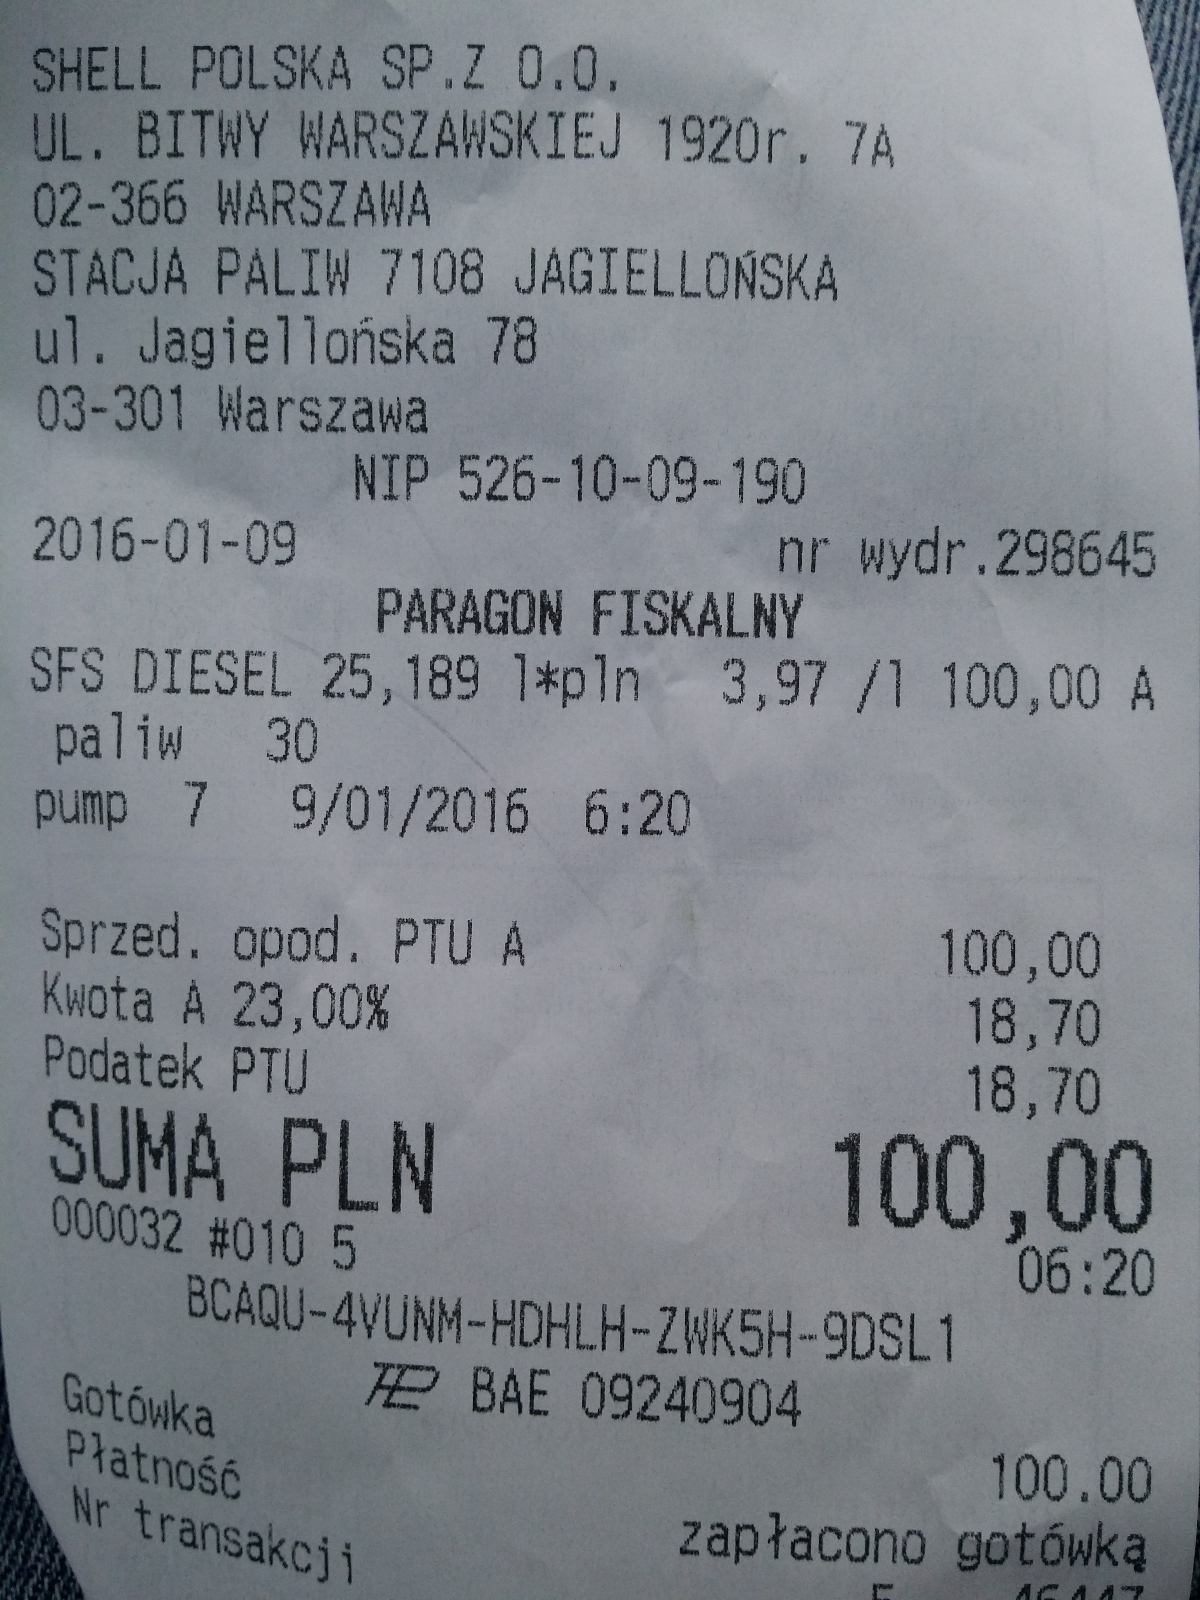 SHELL POLSKA SP.Z O.O.
UL. BITWY WARSZAWSKIEJ 1920r. 7A
02-366 WARSZAWA
STACJA PALIW 7108 JAGIELLOŃSKA
ul. Jagiellońska 78
03-301 Warszawa
NIP 526-10-09-190
2016-01-09 nr wydr.298645
PARAGON FISKALNY
SFS DIESEL 25,189 l*pln 3,97 /l 100,00 A
paliw 30
pump 7 9/01/2016 6:20
Sprzed. opod. PTU A 100,00
Kwota A 23,00% 18,70
Podatek PTU 18,70
SUMA PLN 100,00
000032 #010 5 06:20
BCAQU-4VUNM-HDHLH-ZWK5H-9DSL1
BAE 09240904
Gotówka 100.00
Płatność zapłacono gotówką
Nr transakcji